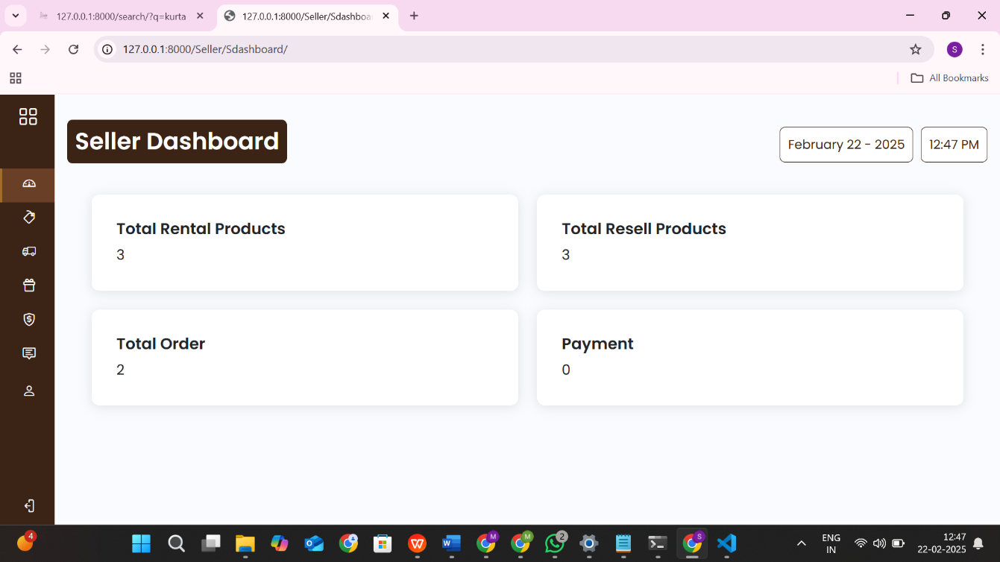 127.0.0.1:8000/search/?q=kurta
127.0.0.1:8000/Seller/Sdashboa
127.0.0.1:8000/Seller/Sdashboard/
S
All Bookmarks
Seller Dashboard
February 22 - 2025
12:47 PM
Total Rental Products
3
Total Resell Products
3
Total Order
2
Payment
0
4
W
W
M
M
2
S
ENG
IN
12:47
22-02-2025